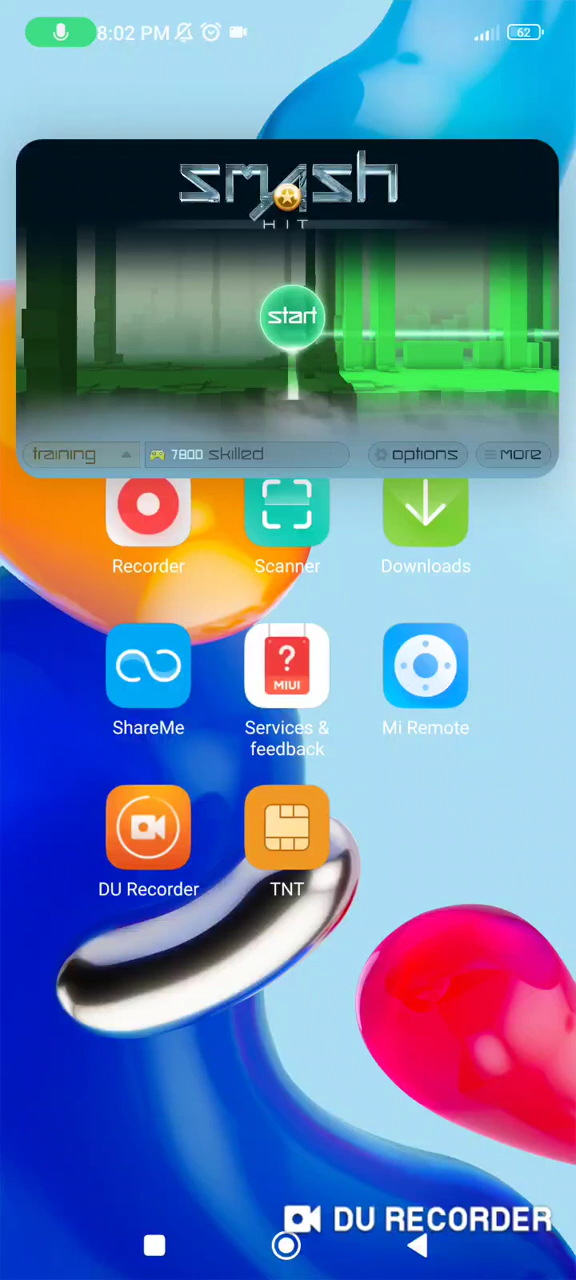 8:02 PM
62
smash
HIT
start
training
7800 skilled
options
more
Recorder
Scanner
Downloads
ShareMe
?
MIUI
Services &
feedback
Mi Remote
DU Recorder
TNT
DU RECORDER